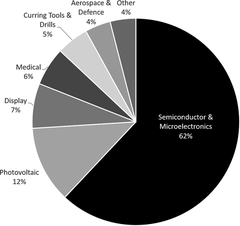 Aerospace &
Defence
4%
Other
4%
Curring Tools &
Drills
5%
Medical
6%
Display
7%
Photovoltaic
12%
Semiconductor &
Microelectronics
62%